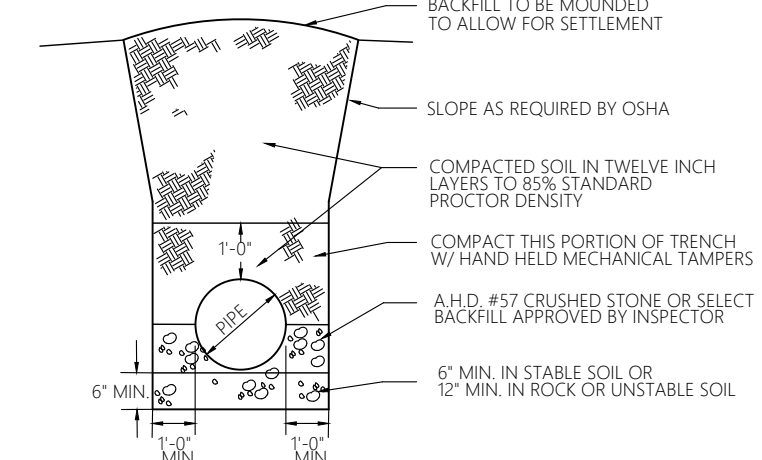 BACKFILL TO BE MOUNDED
TO ALLOW FOR SETTLEMENT
SLOPE AS REQUIRED BY OSHA
COMPACTED SOIL IN TWELVE INCH
LAYERS TO 85% STANDARD
PROCTOR DENSITY
1'-0"
COMPACT THIS PORTION OF TRENCH
W/ HAND HELD MECHANICAL TAMPERS
PIPE
A.H.D. #57 CRUSHED STONE OR SELECT
BACKFILL APPROVED BY INSPECTOR
6" MIN.
6" MIN. IN STABLE SOIL OR
12" MIN. IN ROCK OR UNSTABLE SOIL
1'-0"
MIN
1'-0"
MIN